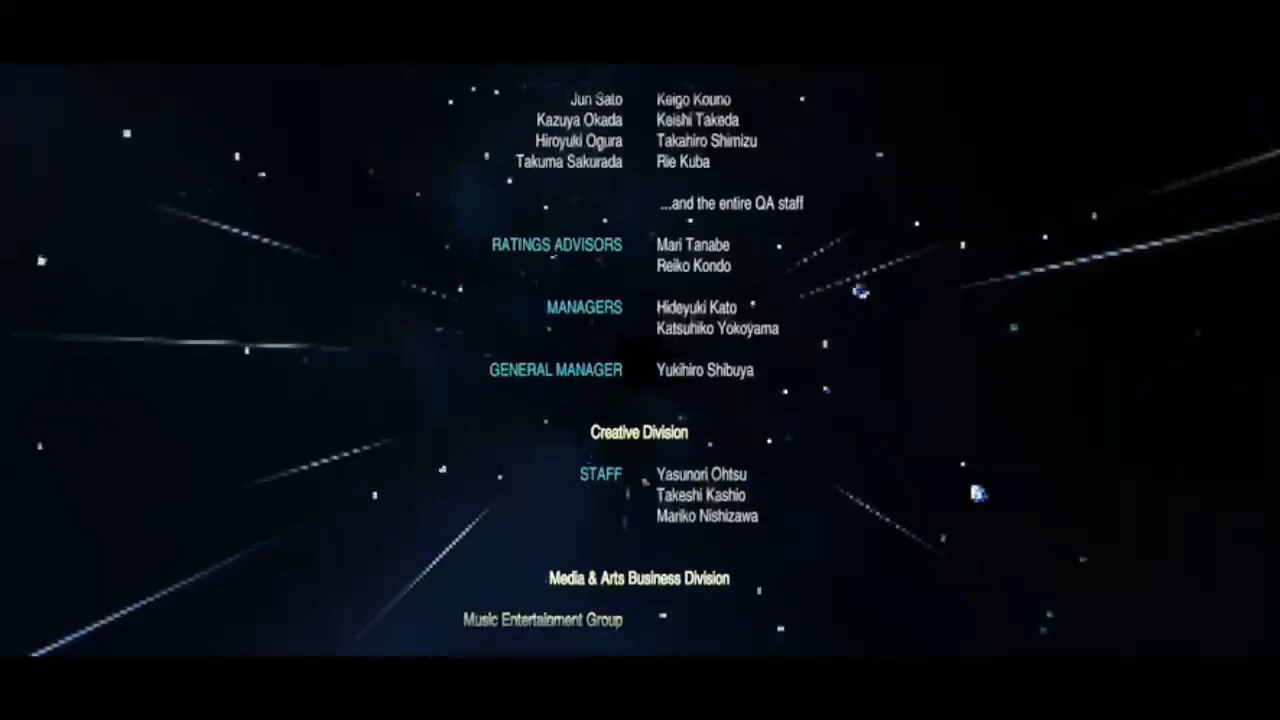 Jun Sato Keigo Kouno
Kazuya Okada Keishi Takeda
Hiroyuki Ogura Takahiro Shimizu
Takuma Sakurada Rie Kuba
...and the entire QA staff
RATINGS ADVISORS Mari Tanabe
Reiko Kondo
MANAGERS Hideyuki Kato
Katsuhiko Yokoyama
GENERAL MANAGER Yukihiro Shibuya
Creative Division
STAFF Yasunori Ohtsu
Takeshi Kashio
Mariko Nishizawa
Media & Arts Business Division
Music Entertainment Group